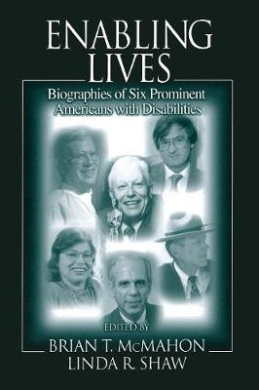 ENABLING
LIVES
Biographies of Six Prominent
Americans with Disabilities
EDITED BY
BRIAN T. MCMAHON
LINDA R. SHAW